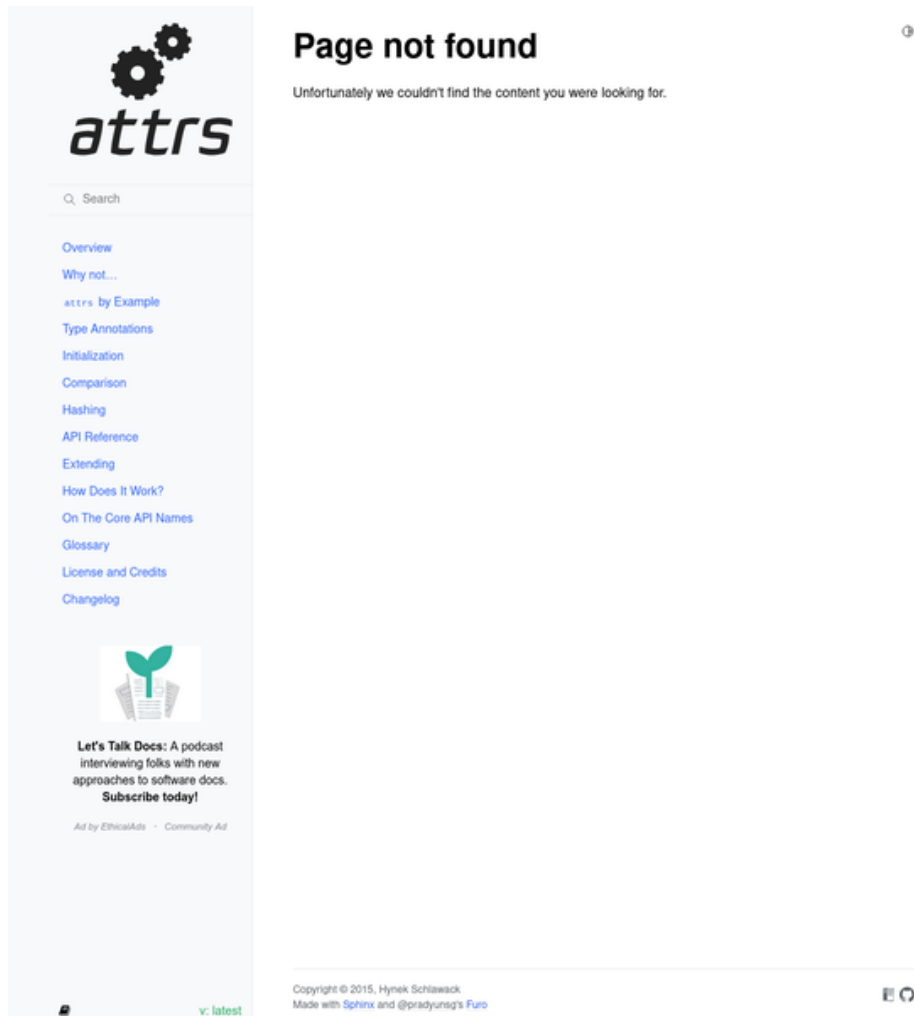 attrs
Search
Overview
Why not…
attrs by Example
Type Annotations
Initialization
Comparison
Hashing
API Reference
Extending
How Does It Work?
On The Core API Names
Glossary
License and Credits
Changelog
Let's Talk Docs: A podcast
interviewing folks with new
approaches to software docs.
Subscribe today!
Ad by EthicalAds · Community Ad
v: latest
Page not found
Unfortunately we couldn't find the content you were looking for.
Copyright © 2015, Hynek Schlawack
Made with Sphinx and @pradyunsg's Furo